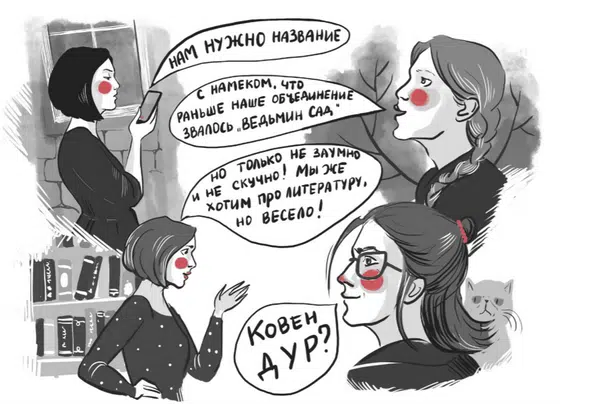 НАМ НУЖНО НАЗВАНИЕ
С НАМЕКОМ, ЧТО
РАНЬШЕ НАШЕ ОБЪЕДИНЕНИЕ
ЗВАЛОСЬ „ВЕДЬМИН САД"
НО ТОЛЬКО НЕ ЗАУМНО
И НЕ СКУЧНО! МЫ ЖЕ
ХОТИМ ПРО ЛИТЕРАТУРУ,
НО ВЕСЕЛО!
КОВЕН
ДУР?